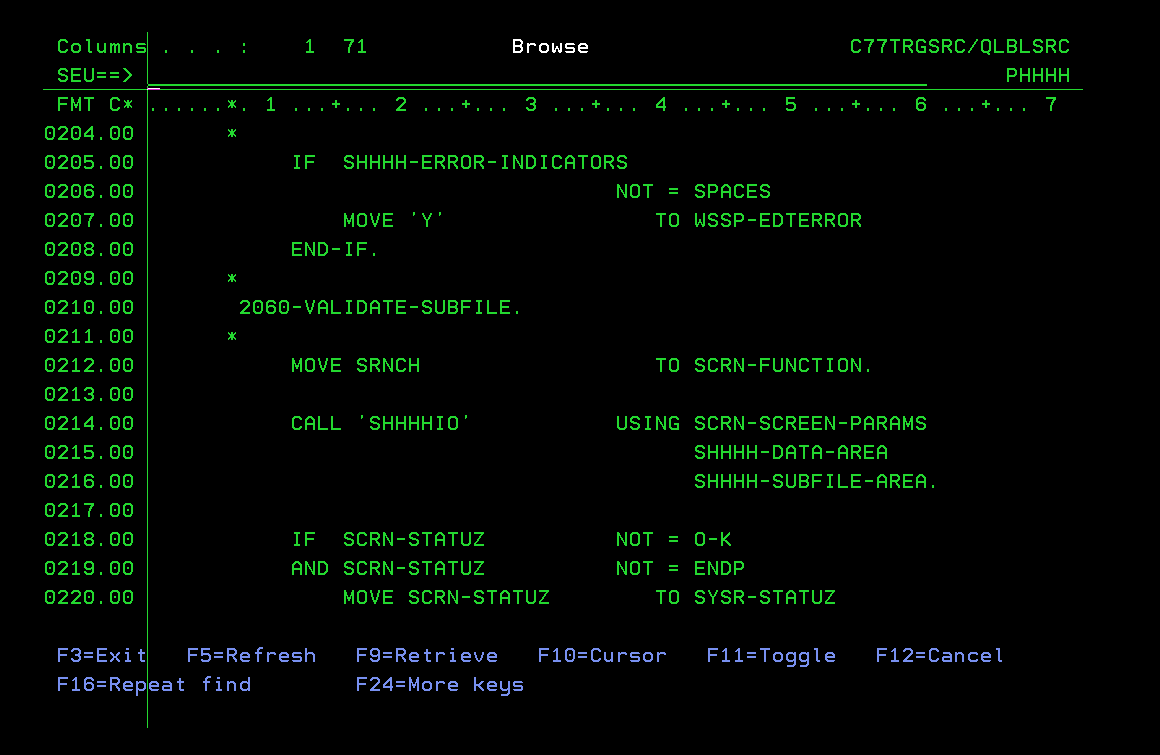 Columns . . . :    1  71           Browse                    C77TRGSRC/QLBLSRC
SEU==>                                                                   PHHHH
FMT C* .......*. 1 ...+... 2 ...+... 3 ...+... 4 ...+... 5 ...+... 6 ...+... 7
0204.00       *
0205.00            IF  SHHHH-ERROR-INDICATORS
0206.00                                     NOT = SPACES
0207.00                MOVE 'Y'                TO WSSP-EDTERROR
0208.00            END-IF.
0209.00       *
0210.00        2060-VALIDATE-SUBFILE.
0211.00       *
0212.00            MOVE SRNCH                  TO SCRN-FUNCTION.
0213.00
0214.00            CALL 'SHHHHIO'           USING SCRN-SCREEN-PARAMS
0215.00                                           SHHHH-DATA-AREA
0216.00                                           SHHHH-SUBFILE-AREA.
0217.00
0218.00            IF  SCRN-STATUZ          NOT = O-K
0219.00            AND SCRN-STATUZ          NOT = ENDP
0220.00                MOVE SCRN-STATUZ        TO SYSR-STATUZ
F3=Exit   F5=Refresh   F9=Retrieve   F10=Cursor   F11=Toggle   F12=Cancel
F16=Repeat find        F24=More keys